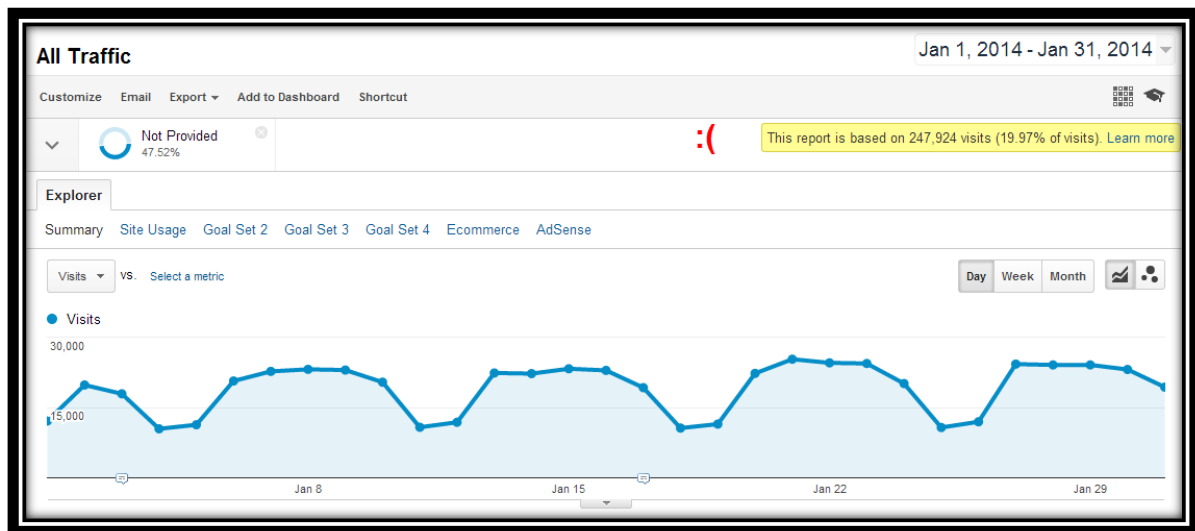 All Traffic
Jan 1, 2014 - Jan 31, 2014
Customize Email Export Add to Dashboard Shortcut
Not Provided
47.52%
:(
This report is based on 247,924 visits (19.97% of visits). Learn more
Explorer
Summary Site Usage Goal Set 2 Goal Set 3 Goal Set 4 Ecommerce AdSense
Visits VS. Select a metric
Day Week Month
Visits
30,000
15,000
Jan 8 Jan 15 Jan 22 Jan 29